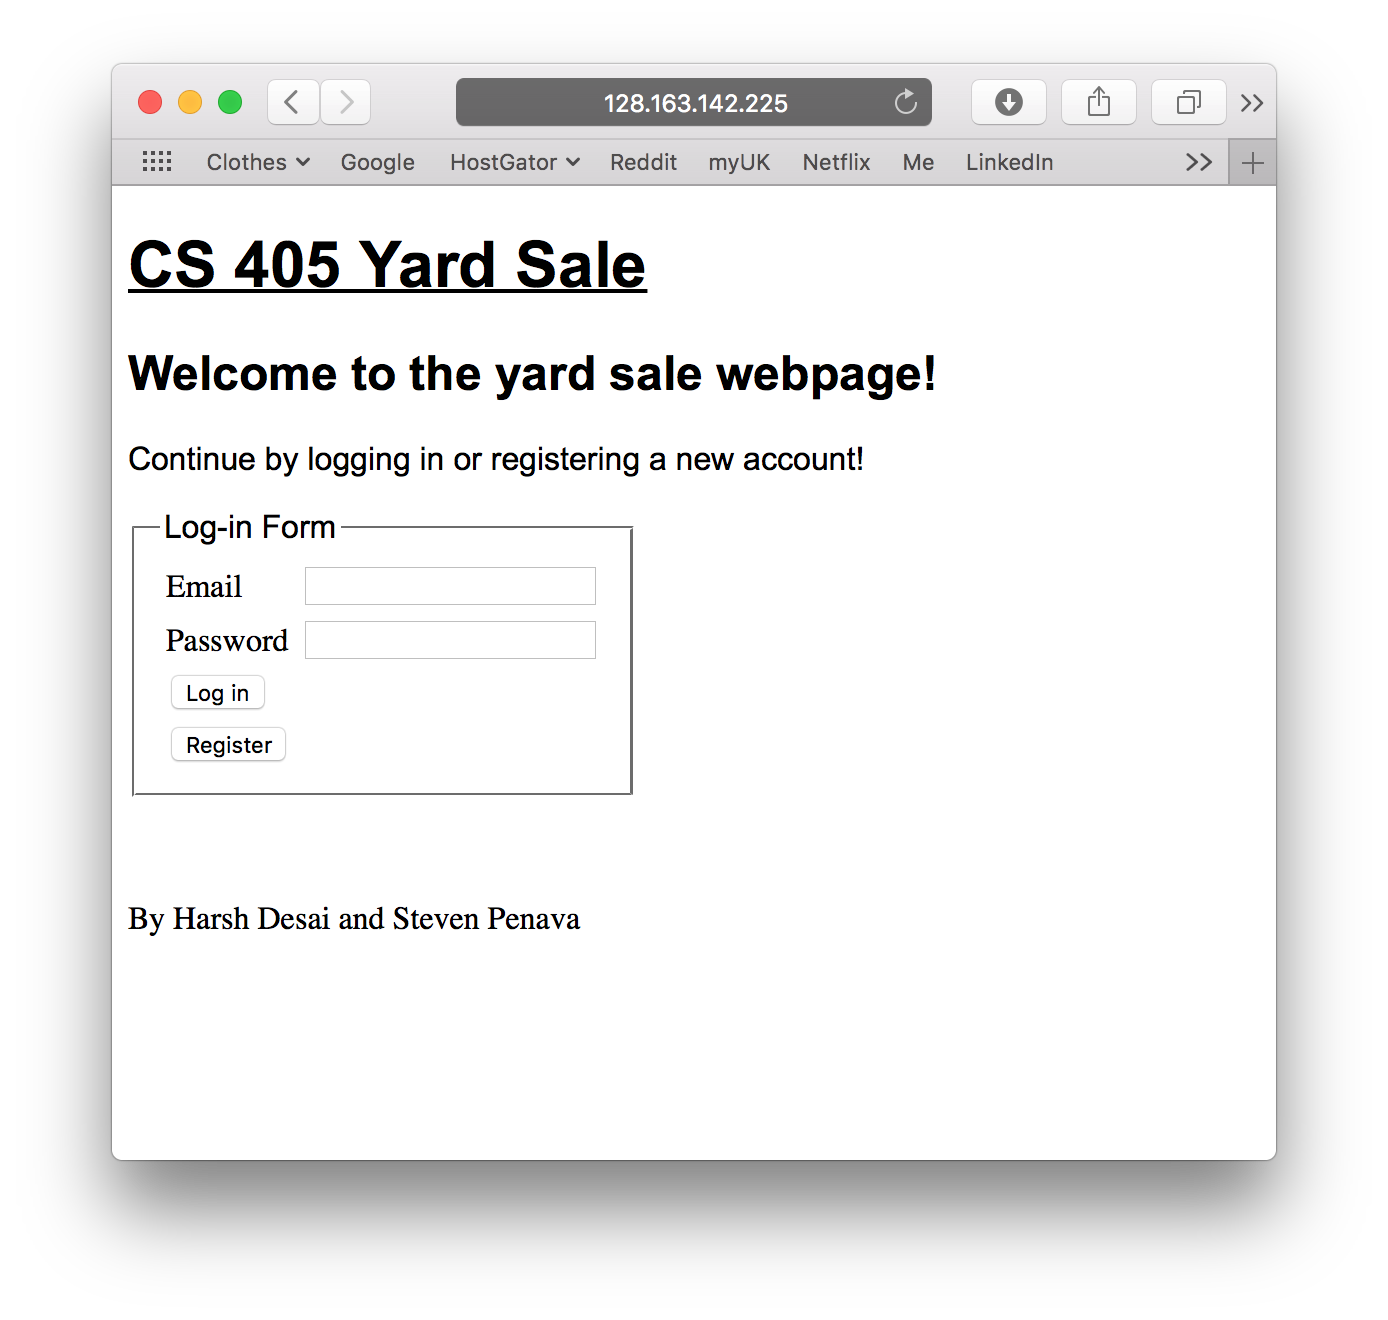 128.163.142.225
Clothes Google HostGator Reddit myUK Netflix Me LinkedIn
CS 405 Yard Sale
Welcome to the yard sale webpage!
Continue by logging in or registering a new account!
Log-in Form
Email
Password
Log in
Register
By Harsh Desai and Steven Penava